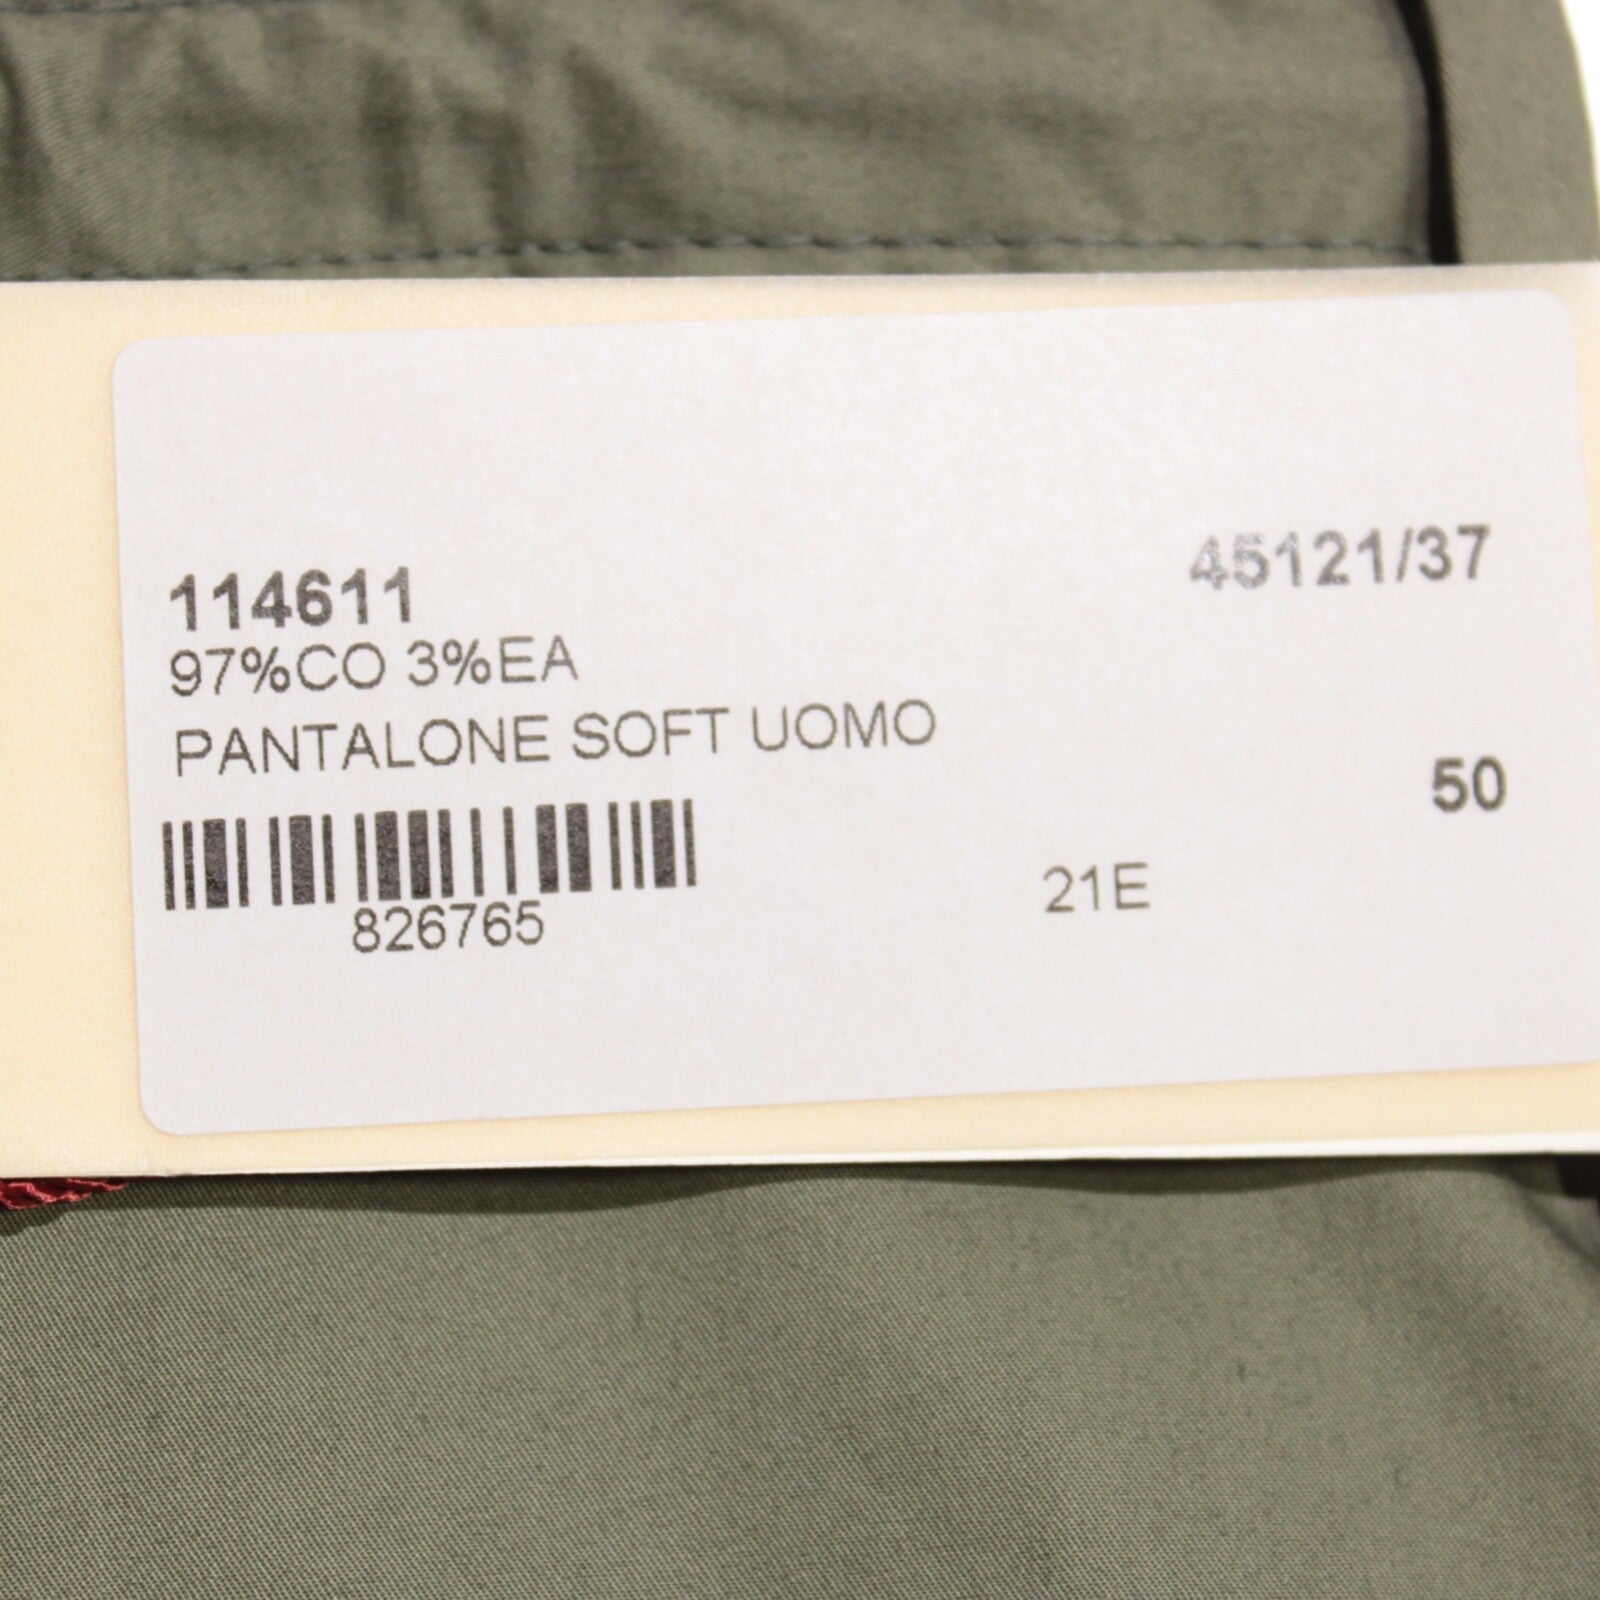 114611
45121/37
97%CO 3%EA
PANTALONE SOFT UOMO
50
21E
826765